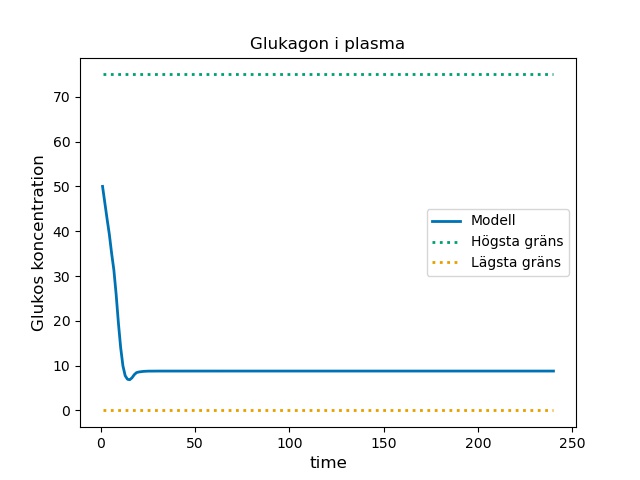 Glukagon i plasma
Glukos koncentration
70
60
50
40
30
20
10
0
Modell
Högsta gräns
Lägsta gräns
0
50
100
150
200
250
time